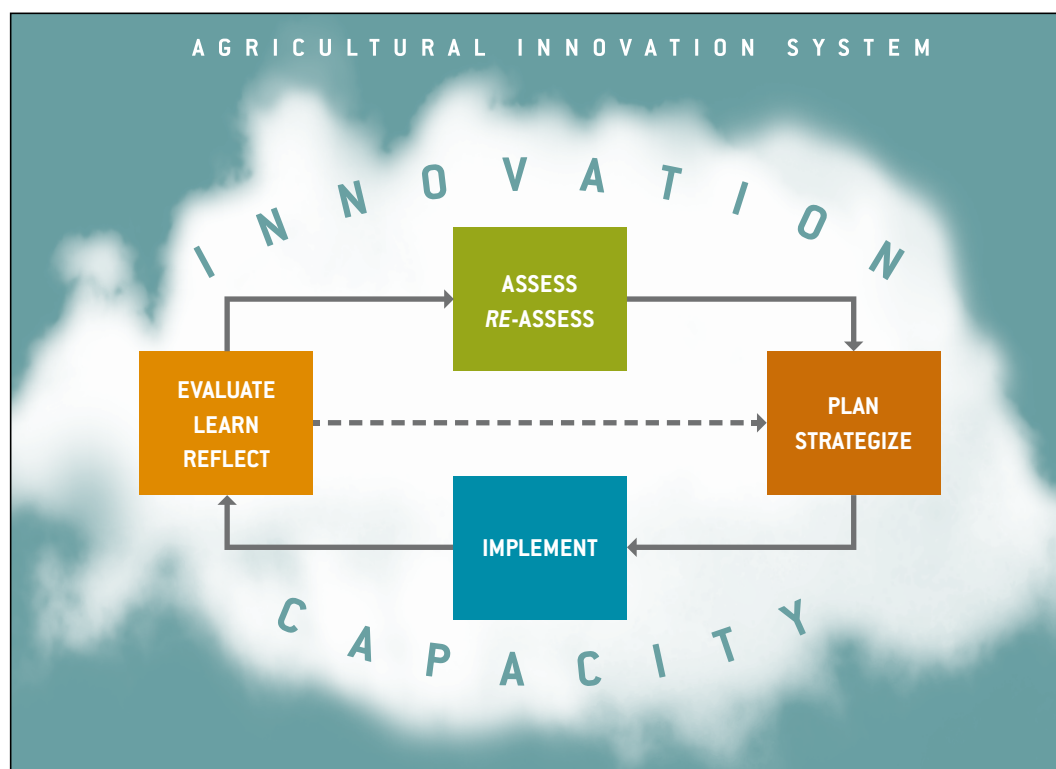 AGRICULTURAL INNOVATION SYSTEM
INNOVATION
ASSESS
RE-ASSESS
EVALUATE
LEARN
REFLECT
PLAN
STRATEGIZE
IMPLEMENT
CAPACITY